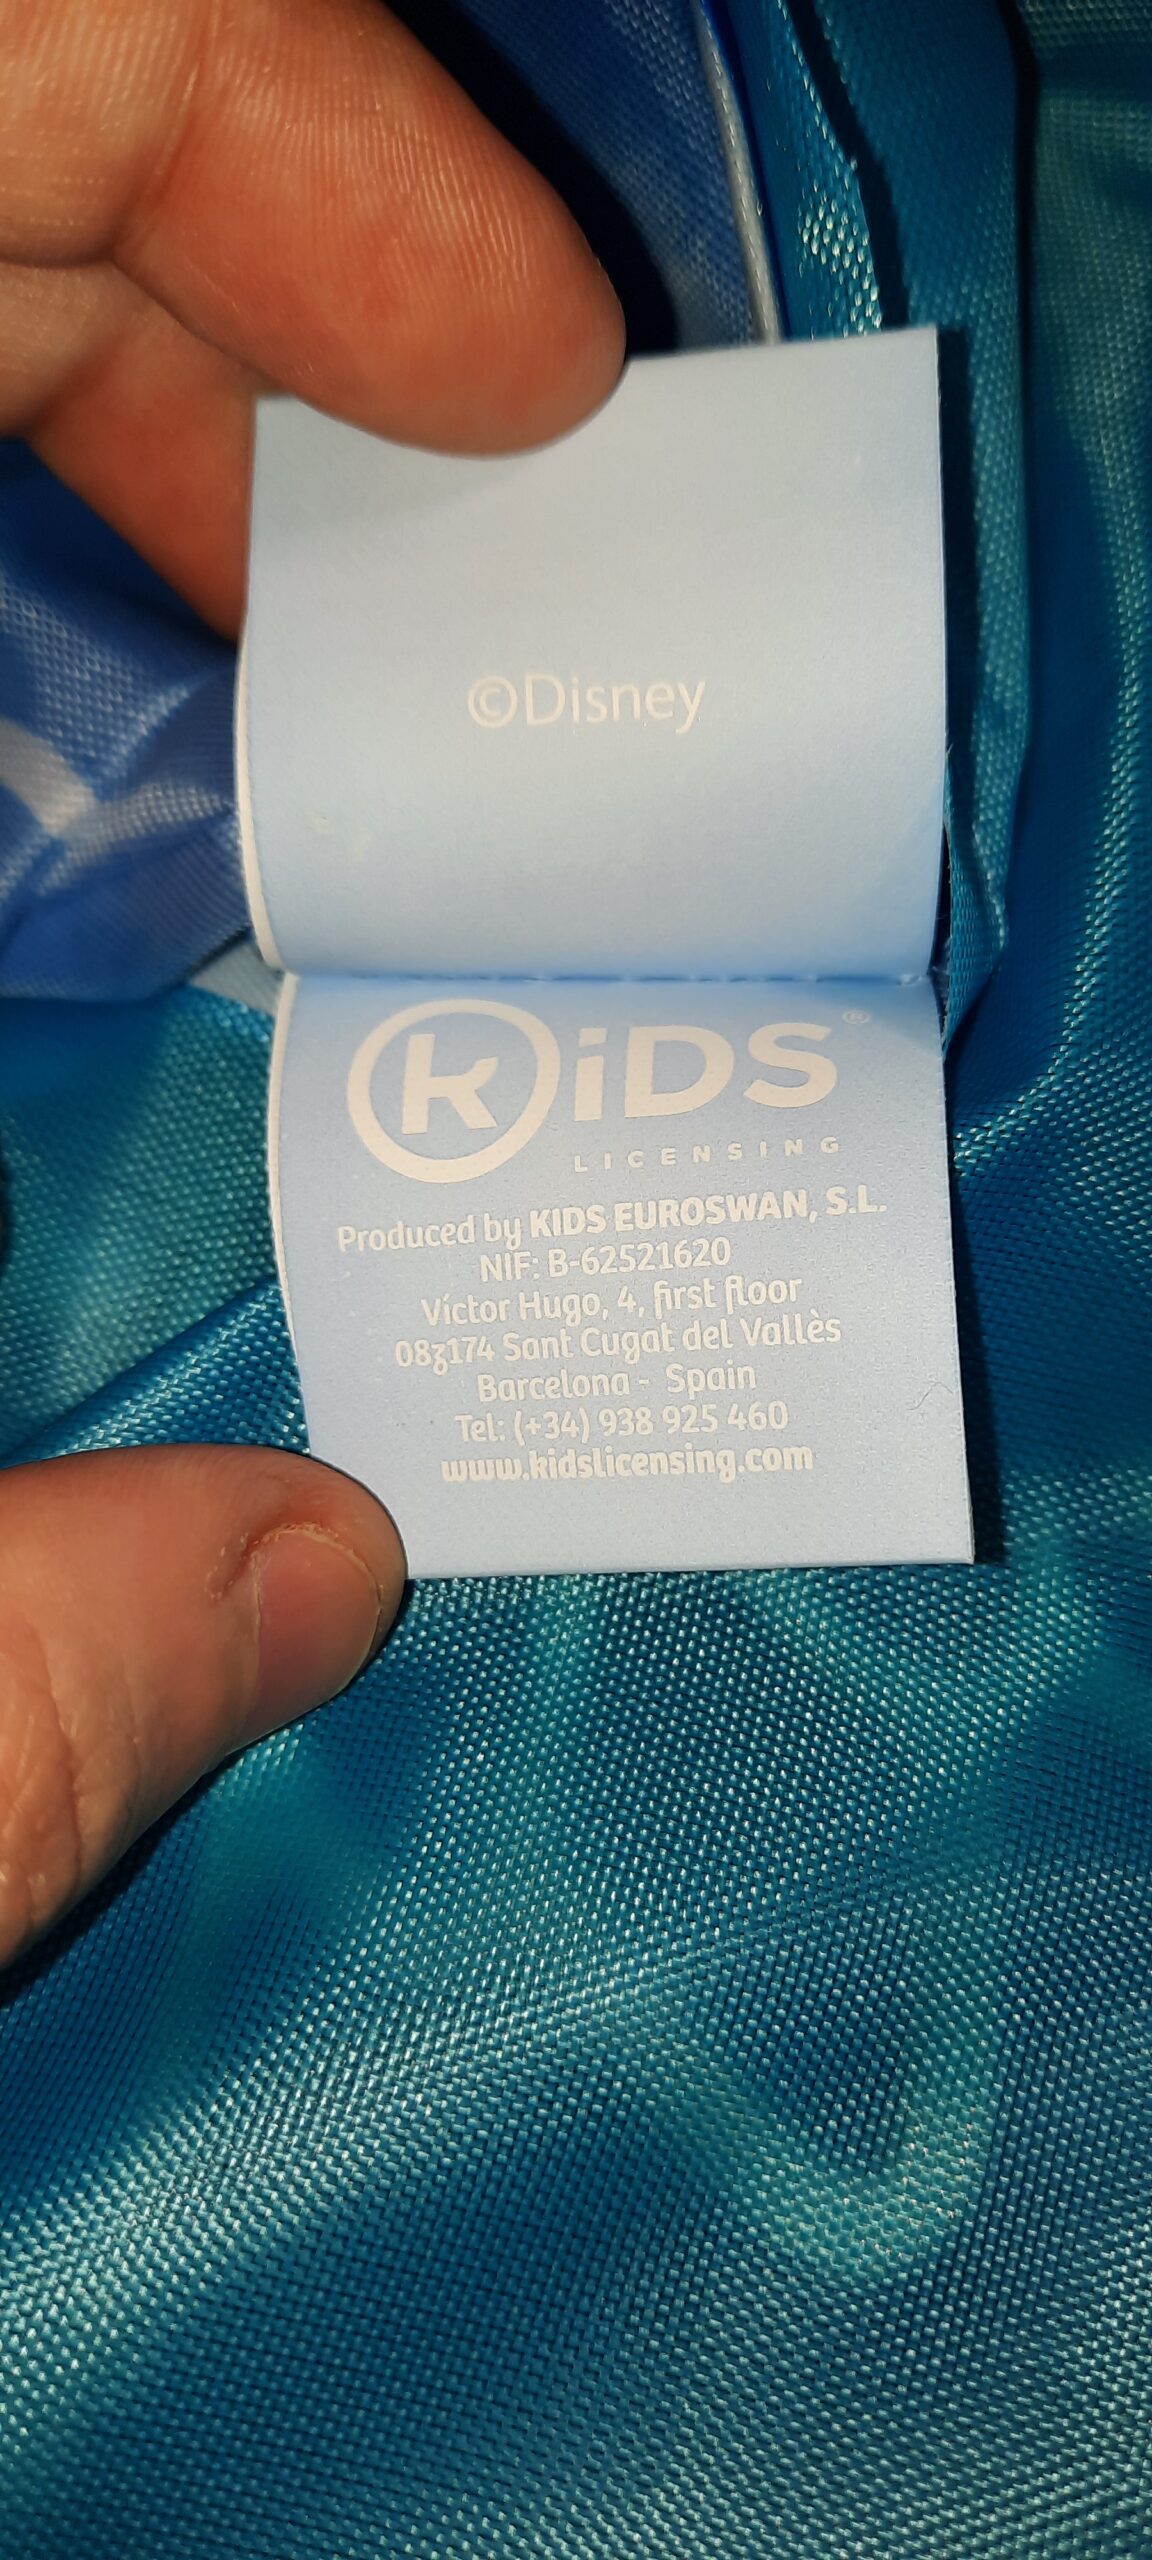 ©Disney
kiDS®
LICENSING
Produced by KIDS EUROSWAN, S.L.
NIF: B-62521620
Víctor Hugo, 4, first floor
08ʒ174 Sant Cugat del Vallès
Barcelona - Spain
Tel: (+34) 938 925 460
www.kidslicensing.com